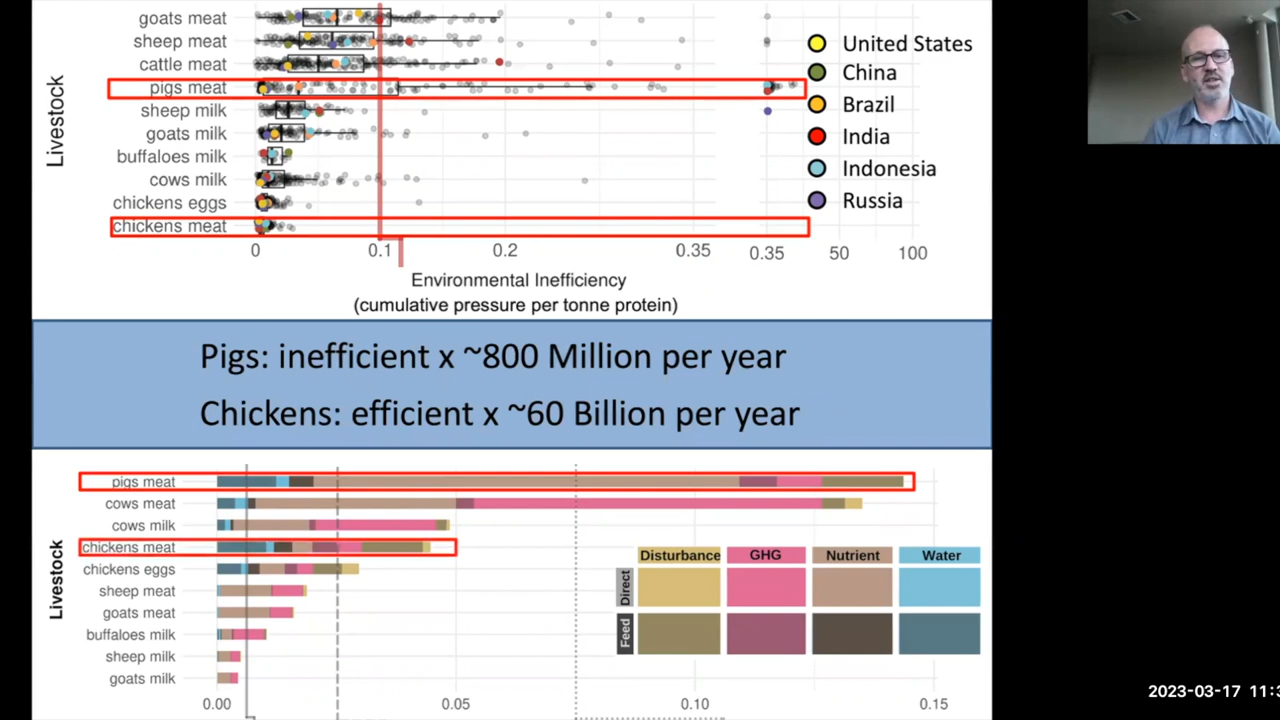 Livestock
goats meat
sheep meat
cattle meat
pigs meat
sheep milk
goats milk
buffaloes milk
cows milk
chickens eggs
chickens meat
0 0.1 0.2 0.35 0.35 50 100
Environmental Inefficiency
(cumulative pressure per tonne protein)
United States
China
Brazil
India
Indonesia
Russia
Pigs: inefficient x ~800 Million per year
Chickens: efficient x ~60 Billion per year
Livestock
pigs meat
cows meat
cows milk
chickens meat
chickens eggs
sheep meat
goats meat
buffaloes milk
sheep milk
goats milk
0.00 0.05 0.10 0.15
Disturbance GHG Nutrient Water
Direct
Feed
2023-03-17